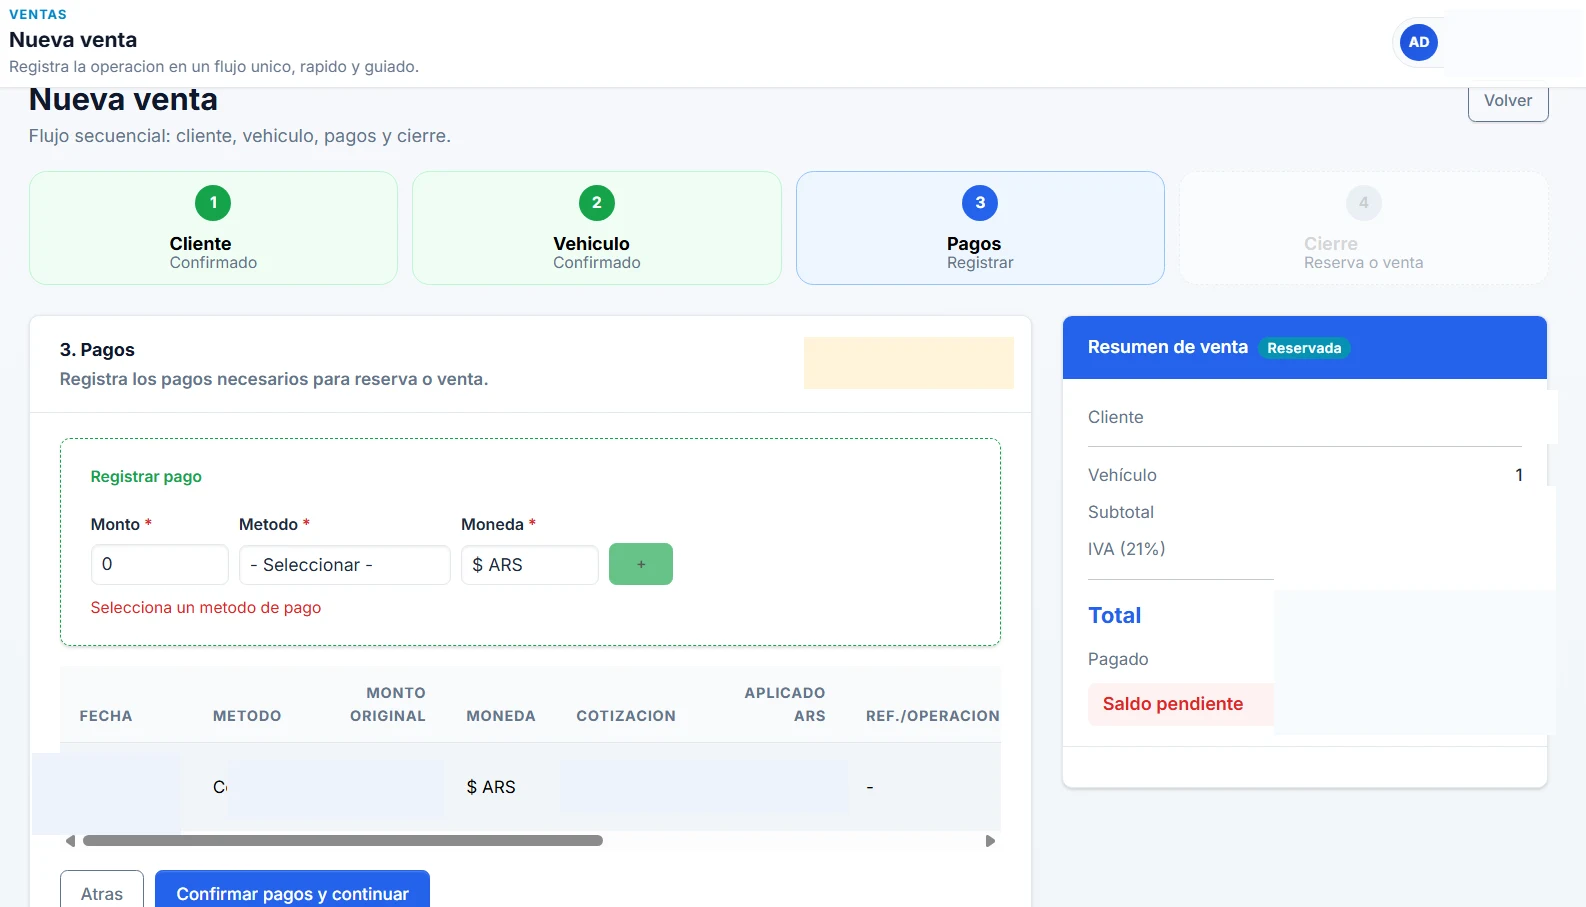 VENTAS
Nueva venta
Registra la operacion en un flujo unico, rapido y guiado.
AD
Nueva venta
Volver
Flujo secuencial: cliente, vehiculo, pagos y cierre.
1
Cliente
Confirmado
2
Vehiculo
Confirmado
3
Pagos
Registrar
4
Cierre
Reserva o venta
3. Pagos
Registra los pagos necesarios para reserva o venta.
Registrar pago
Monto *
Metodo *
Moneda *
0
- Seleccionar -
$ ARS
+
Selecciona un metodo de pago
FECHA
METODO
MONTO
ORIGINAL
MONEDA
COTIZACION
APLICADO
ARS
REF./OPERACION
$ ARS
-
Atras
Confirmar pagos y continuar
Resumen de venta
Reservada
Cliente
Vehículo
1
Subtotal
IVA (21%)
Total
Pagado
Saldo pendiente